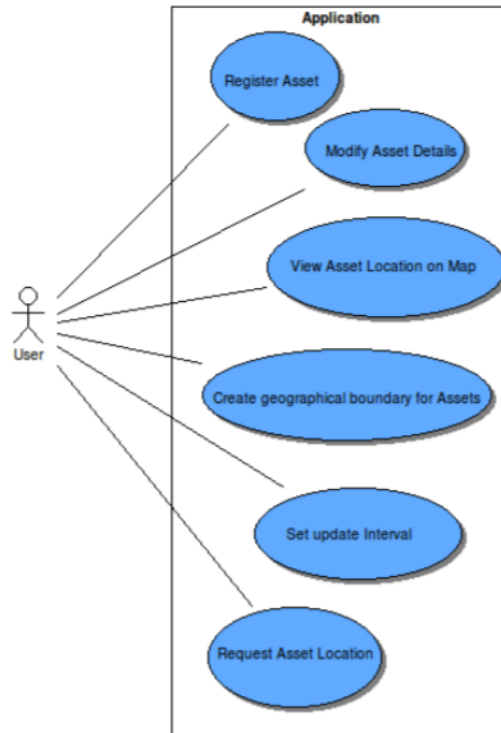 Application
Register Asset
Modify Asset Details
View Asset Location on Map
User
Create geographical boundary for Assets
Set update Interval
Request Asset Location